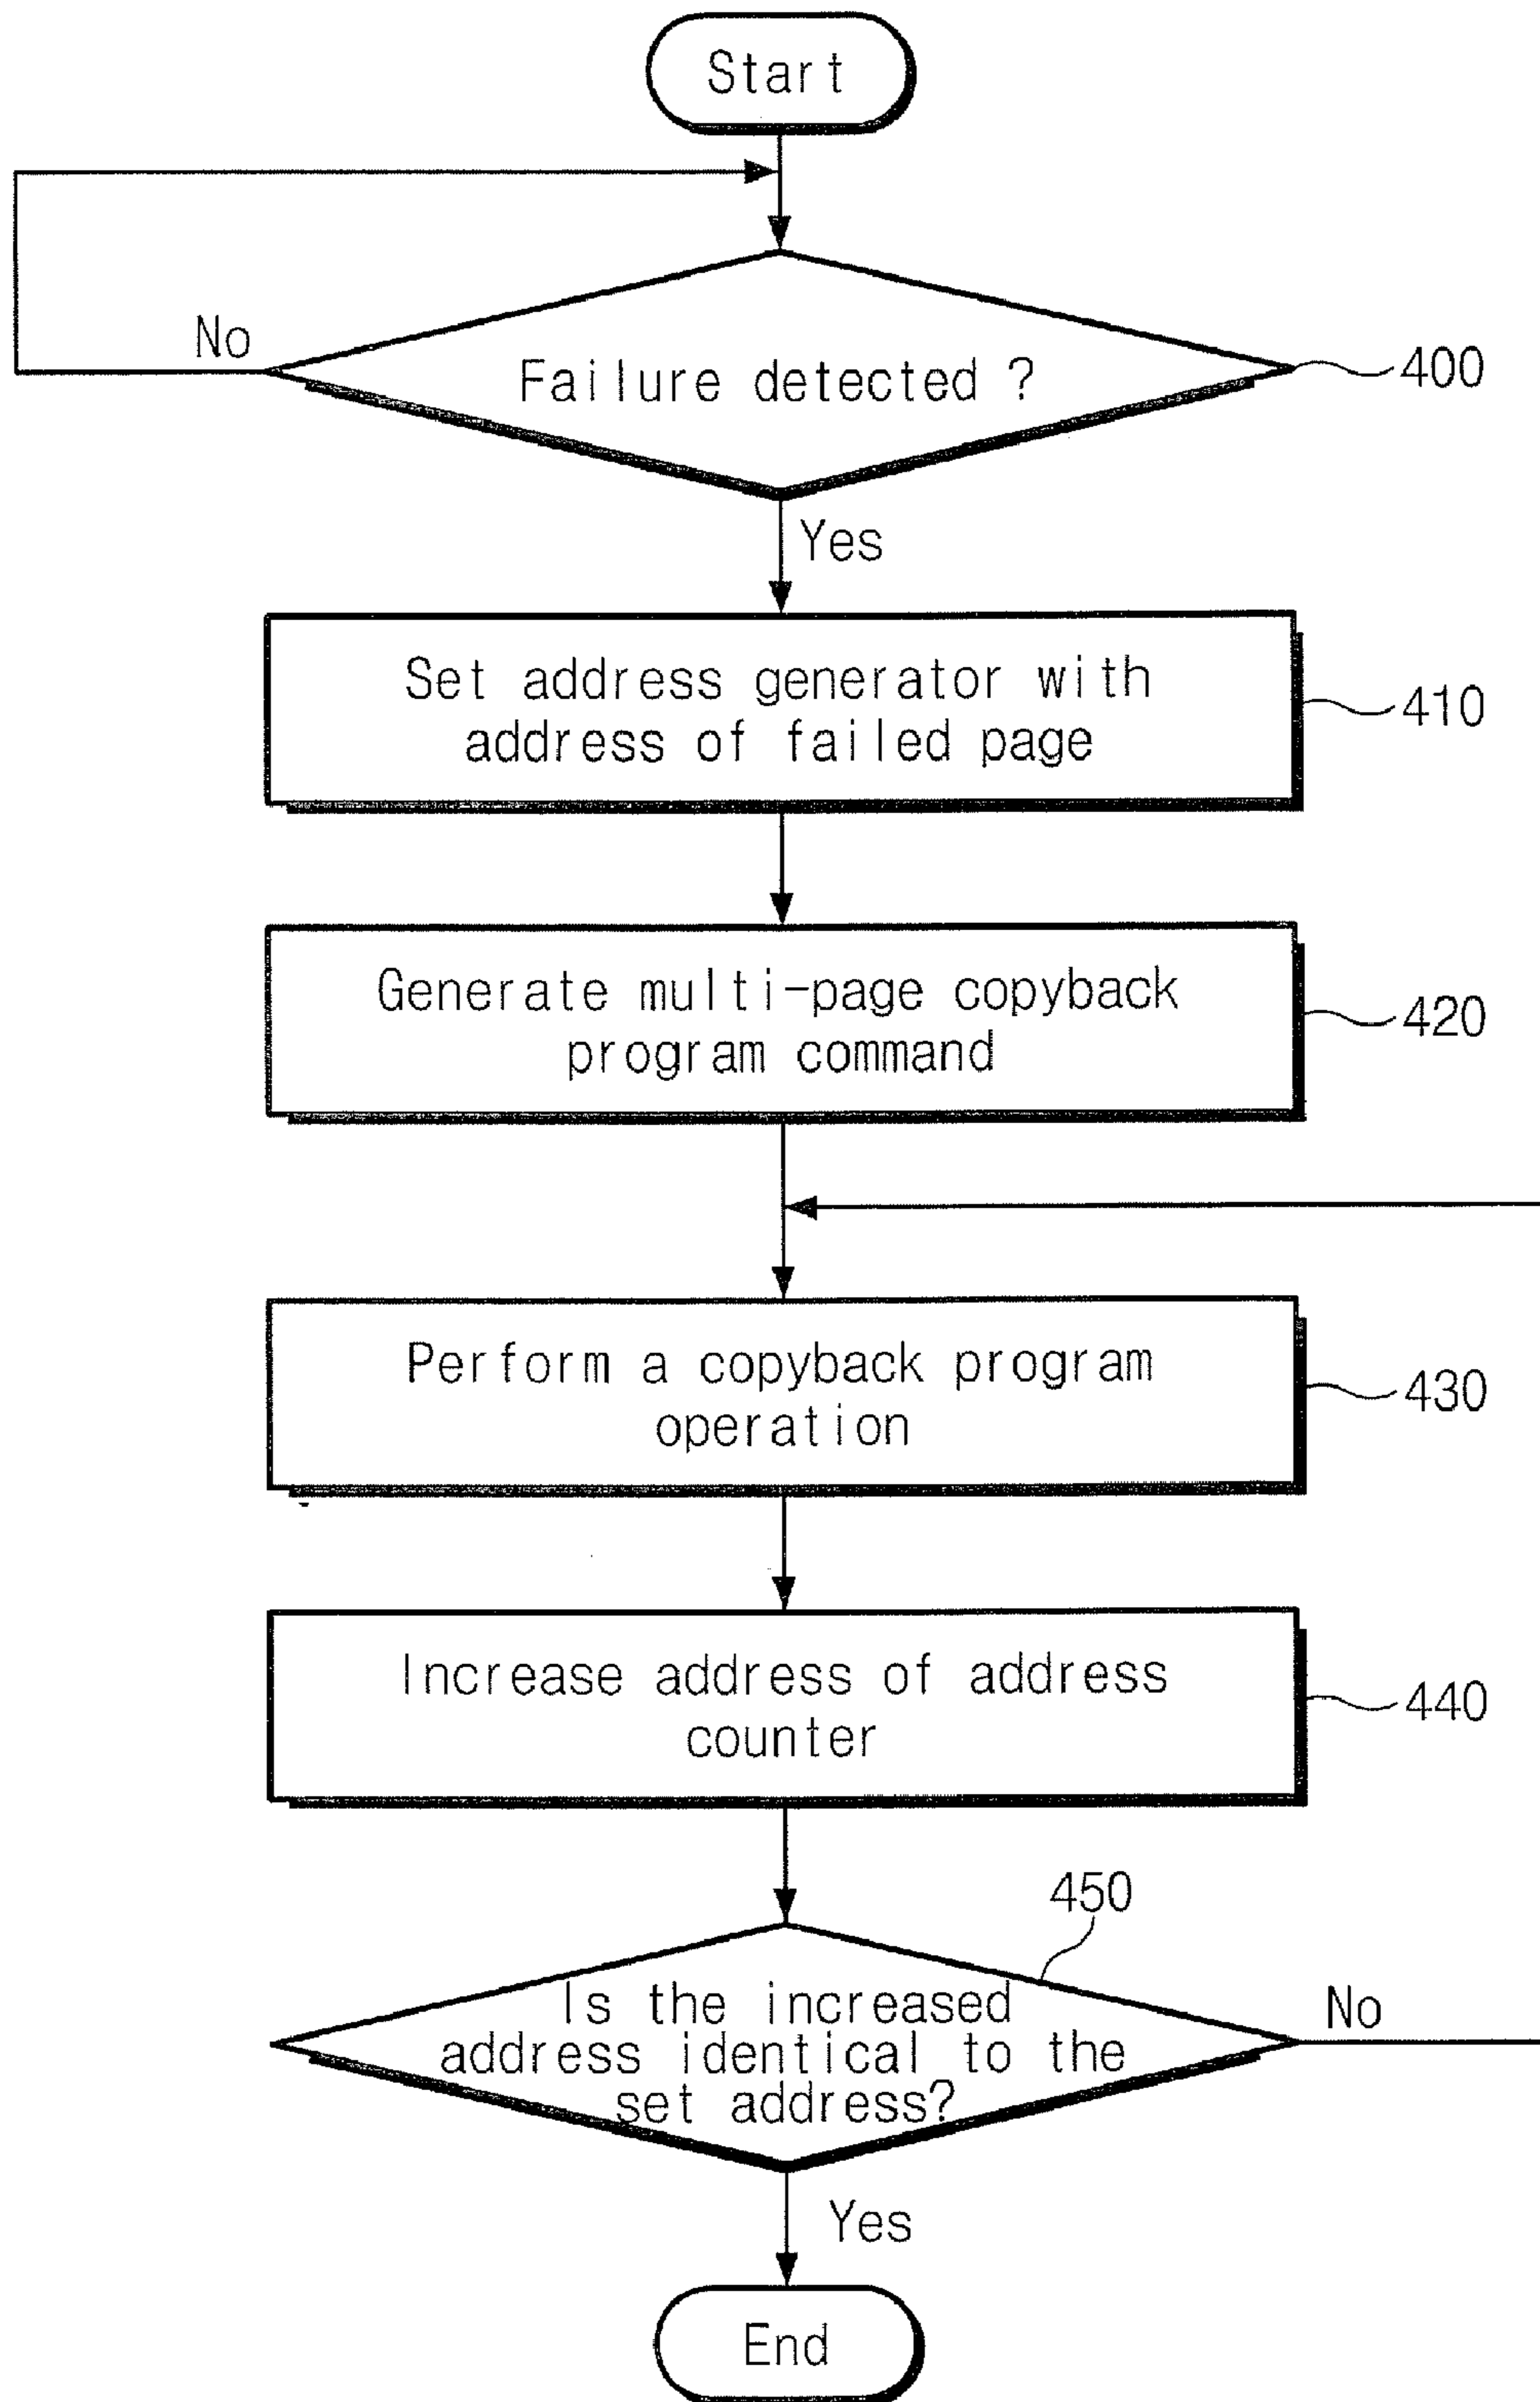 Start
No
Failure detected ?
400
Yes
Set address generator with
address of failed page
410
Generate multi-page copyback
program command
420
Perform a copyback program
operation
430
Increase address of address
counter
440
450
Is the increased
address identical to the
set address?
No
Yes
End